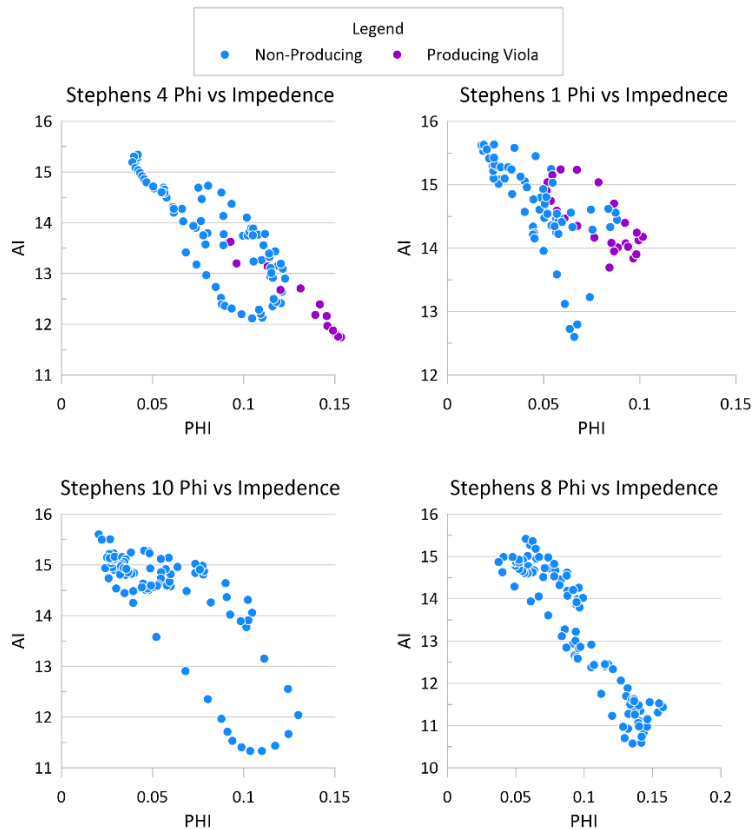 Legend
Non-Producing Producing Viola
Stephens 4 Phi vs Impedence
16
15
14
13
12
11
AI
0 0.05 0.1 0.15
PHI
Stephens 1 Phi vs Impednece
16
15
14
13
12
AI
0 0.05 0.1 0.15
PHI
Stephens 10 Phi vs Impedence
16
15
14
13
12
11
AI
0 0.05 0.1 0.15
PHI
Stephens 8 Phi vs Impedence
16
15
14
13
12
11
10
AI
0 0.05 0.1 0.15 0.2
PHI